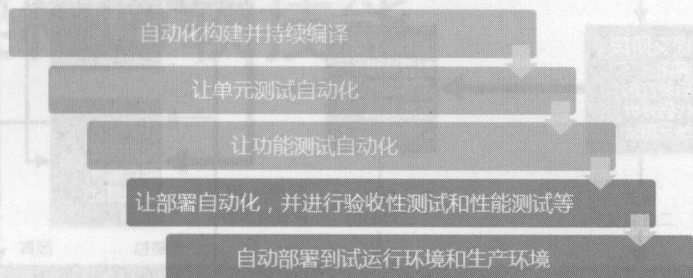 自动化构建并持续编译
让单元测试自动化
让功能测试自动化
让部署自动化，并进行验收性测试和性能测试等
自动部署到试运行环境和生产环境